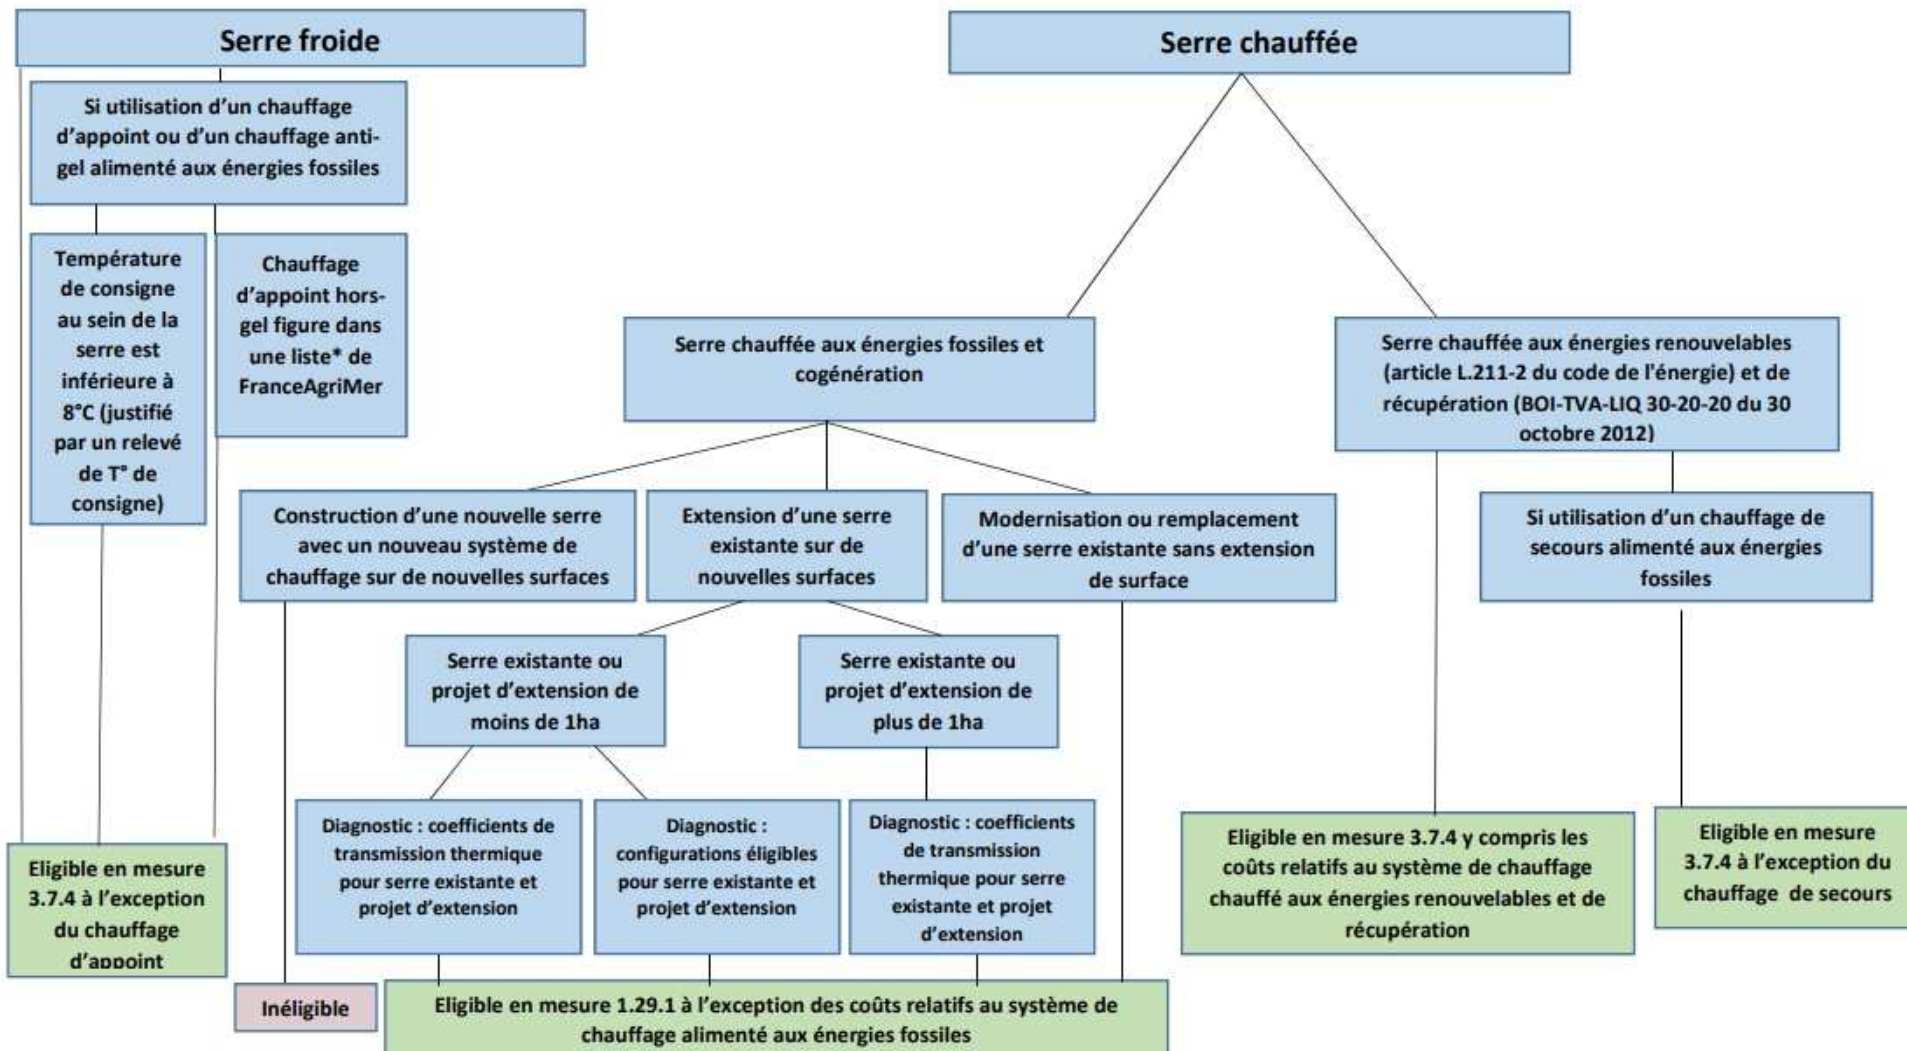 Serre froide
Si utilisation d'un chauffage
d'appoint ou d'un chauffage anti-
gel alimenté aux énergies fossiles
Température
de consigne
au sein de la
serre est
inférieure à
8°C (justifié
par un relevé
de T° de
consigne)
Chauffage
d'appoint hors-
gel figure dans
une liste* de
FranceAgriMer
Eligible en mesure
3.7.4 à l'exception
du chauffage
d'appoint
Serre chauffée
Serre chauffée aux énergies fossiles et
cogénération
Construction d'une nouvelle serre
avec un nouveau système de
chauffage sur de nouvelles surfaces
Extension d'une serre
existante sur de
nouvelles surfaces
Modernisation ou remplacement
d'une serre existante sans extension
de surface
Serre existante ou
projet d'extension de
moins de 1ha
Serre existante ou
projet d'extension de
plus de 1ha
Diagnostic : coefficients de
transmission thermique
pour serre existante et
projet d'extension
Diagnostic :
configurations éligibles
pour serre existante et
projet d'extension
Diagnostic : coefficients
de transmission
thermique pour serre
existante et projet
d'extension
Inéligible
Eligible en mesure 1.29.1 à l'exception des coûts relatifs au système de
chauffage alimenté aux énergies fossiles
Serre chauffée aux énergies renouvelables
(article L.211-2 du code de l'énergie) et de
récupération (BOI-TVA-LIQ 30-20-20 du 30
octobre 2012)
Si utilisation d'un chauffage de
secours alimenté aux énergies
fossiles
Eligible en mesure 3.7.4 y compris les
coûts relatifs au système de chauffage
chauffé aux énergies renouvelables et de
récupération
Eligible en mesure
3.7.4 à l'exception du
chauffage de secours